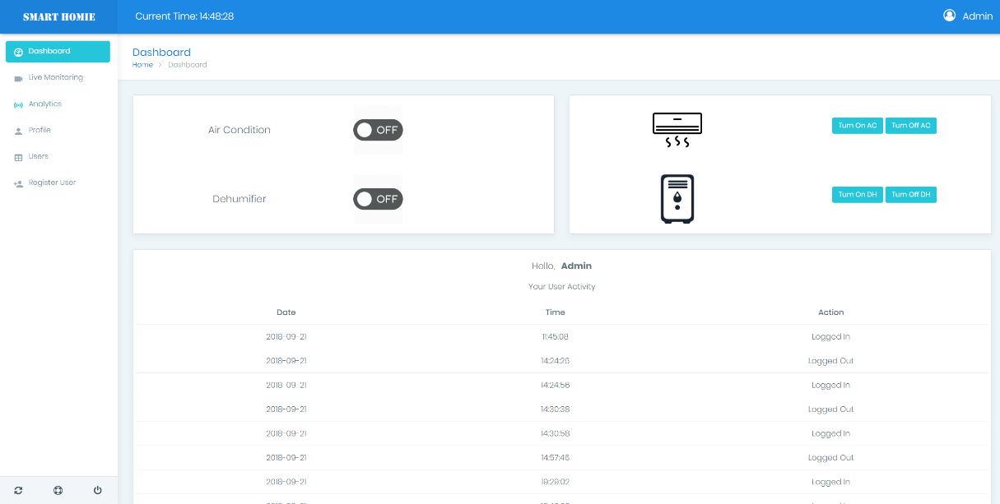 SMART HOMIE
Current Time: 14:48:28
Admin
Dashboard
Live Monitoring
Analytics
Profile
Users
Register User
Dashboard
Home > Dashboard
Air Condition OFF
Dehumifier OFF
Turn On AC Turn Off AC
Turn On DH Turn Off DH
Hello, Admin
Your User Activity
Date Time Action
2018-09-21 11:45:08 Logged In
2018-09-21 14:24:26 Logged Out
2018-09-21 14:24:56 Logged In
2018-09-21 14:30:38 Logged Out
2018-09-21 14:30:58 Logged In
2018-09-21 14:57:46 Logged Out
2018-09-21 19:29:02 Logged In